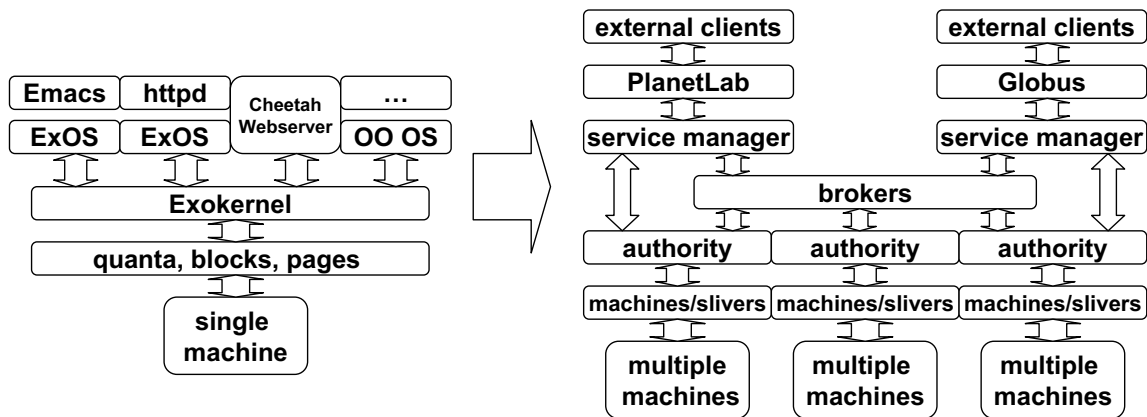 Emacs
httpd
Cheetah
Webserver
…
ExOS
ExOS
OO OS
Exokernel
quanta, blocks, pages
single
machine
external clients
external clients
PlanetLab
Globus
service manager
service manager
brokers
authority
authority
authority
machines/slivers
machines/slivers
machines/slivers
multiple
machines
multiple
machines
multiple
machines